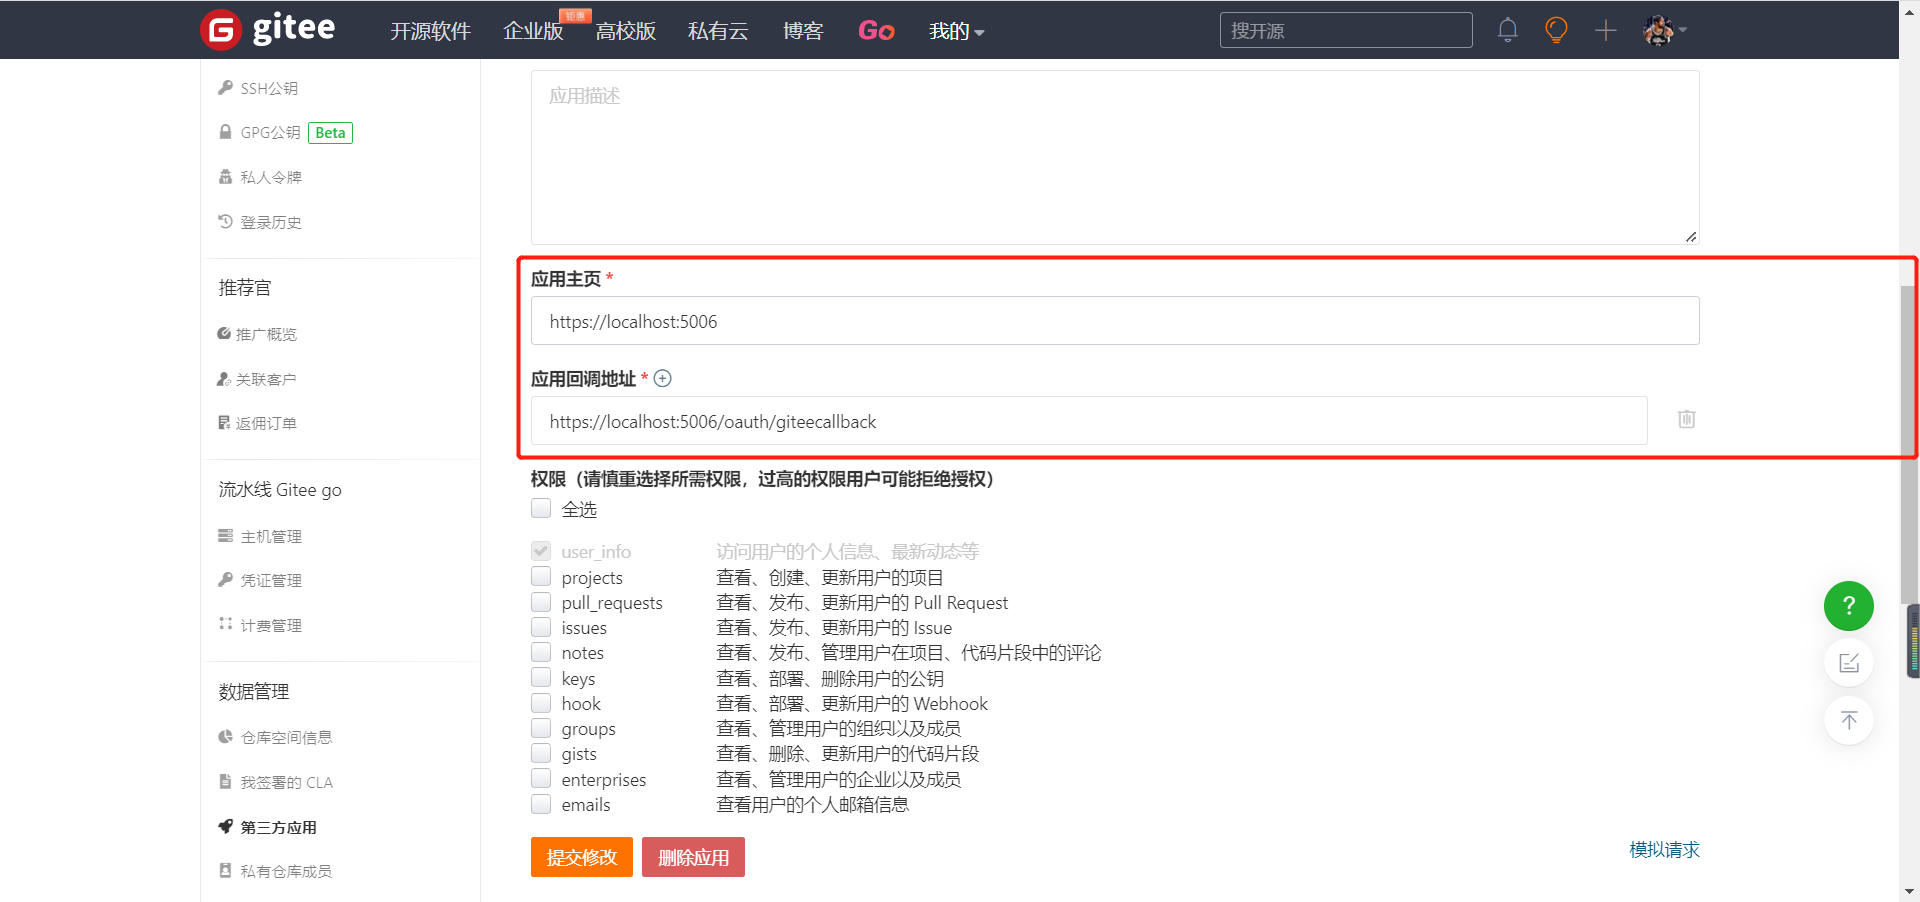 gitee
开源软件
企业版
钜惠
高校版
私有云
博客
Go
我的
搜开源
SSH公钥
GPG公钥 Beta
私人令牌
登录历史
推荐官
推广概览
关联客户
返佣订单
流水线 Gitee go
主机管理
凭证管理
计费管理
数据管理
仓库空间信息
我签署的 CLA
第三方应用
私有仓库成员
应用描述
应用主页 *
https://localhost:5006
应用回调地址 *
https://localhost:5006/oauth/giteecallback
权限（请慎重选择所需权限，过高的权限用户可能拒绝授权）
全选
user_info 访问用户的个人信息、最新动态等
projects 查看、创建、更新用户的项目
pull_requests 查看、发布、更新用户的 Pull Request
issues 查看、发布、更新用户的 Issue
notes 查看、发布、管理用户在项目、代码片段中的评论
keys 查看、部署、删除用户的公钥
hook 查看、部署、更新用户的 Webhook
groups 查看、管理用户的组织以及成员
gists 查看、删除、更新用户的代码片段
enterprises 查看、管理用户的企业以及成员
emails 查看用户的个人邮箱信息
提交修改
删除应用
模拟请求
?